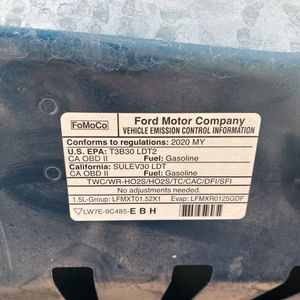 FoMoCo
Ford Motor Company
VEHICLE EMISSION CONTROL INFORMATION
Conforms to regulations: 2020 MY
U.S. EPA: T3B30 LDT2
CA OBD II Fuel: Gasoline
California: SULEV30 LDT
CA OBD II Fuel: Gasoline
TWC/WR-HO2S/HO2S/TC/CAC/DFI/SFI
No adjustments needed.
1.5L-Group: LFMXT01.52X1 Evap: LFMXR0125GDF
LW7E-9C485-EBH